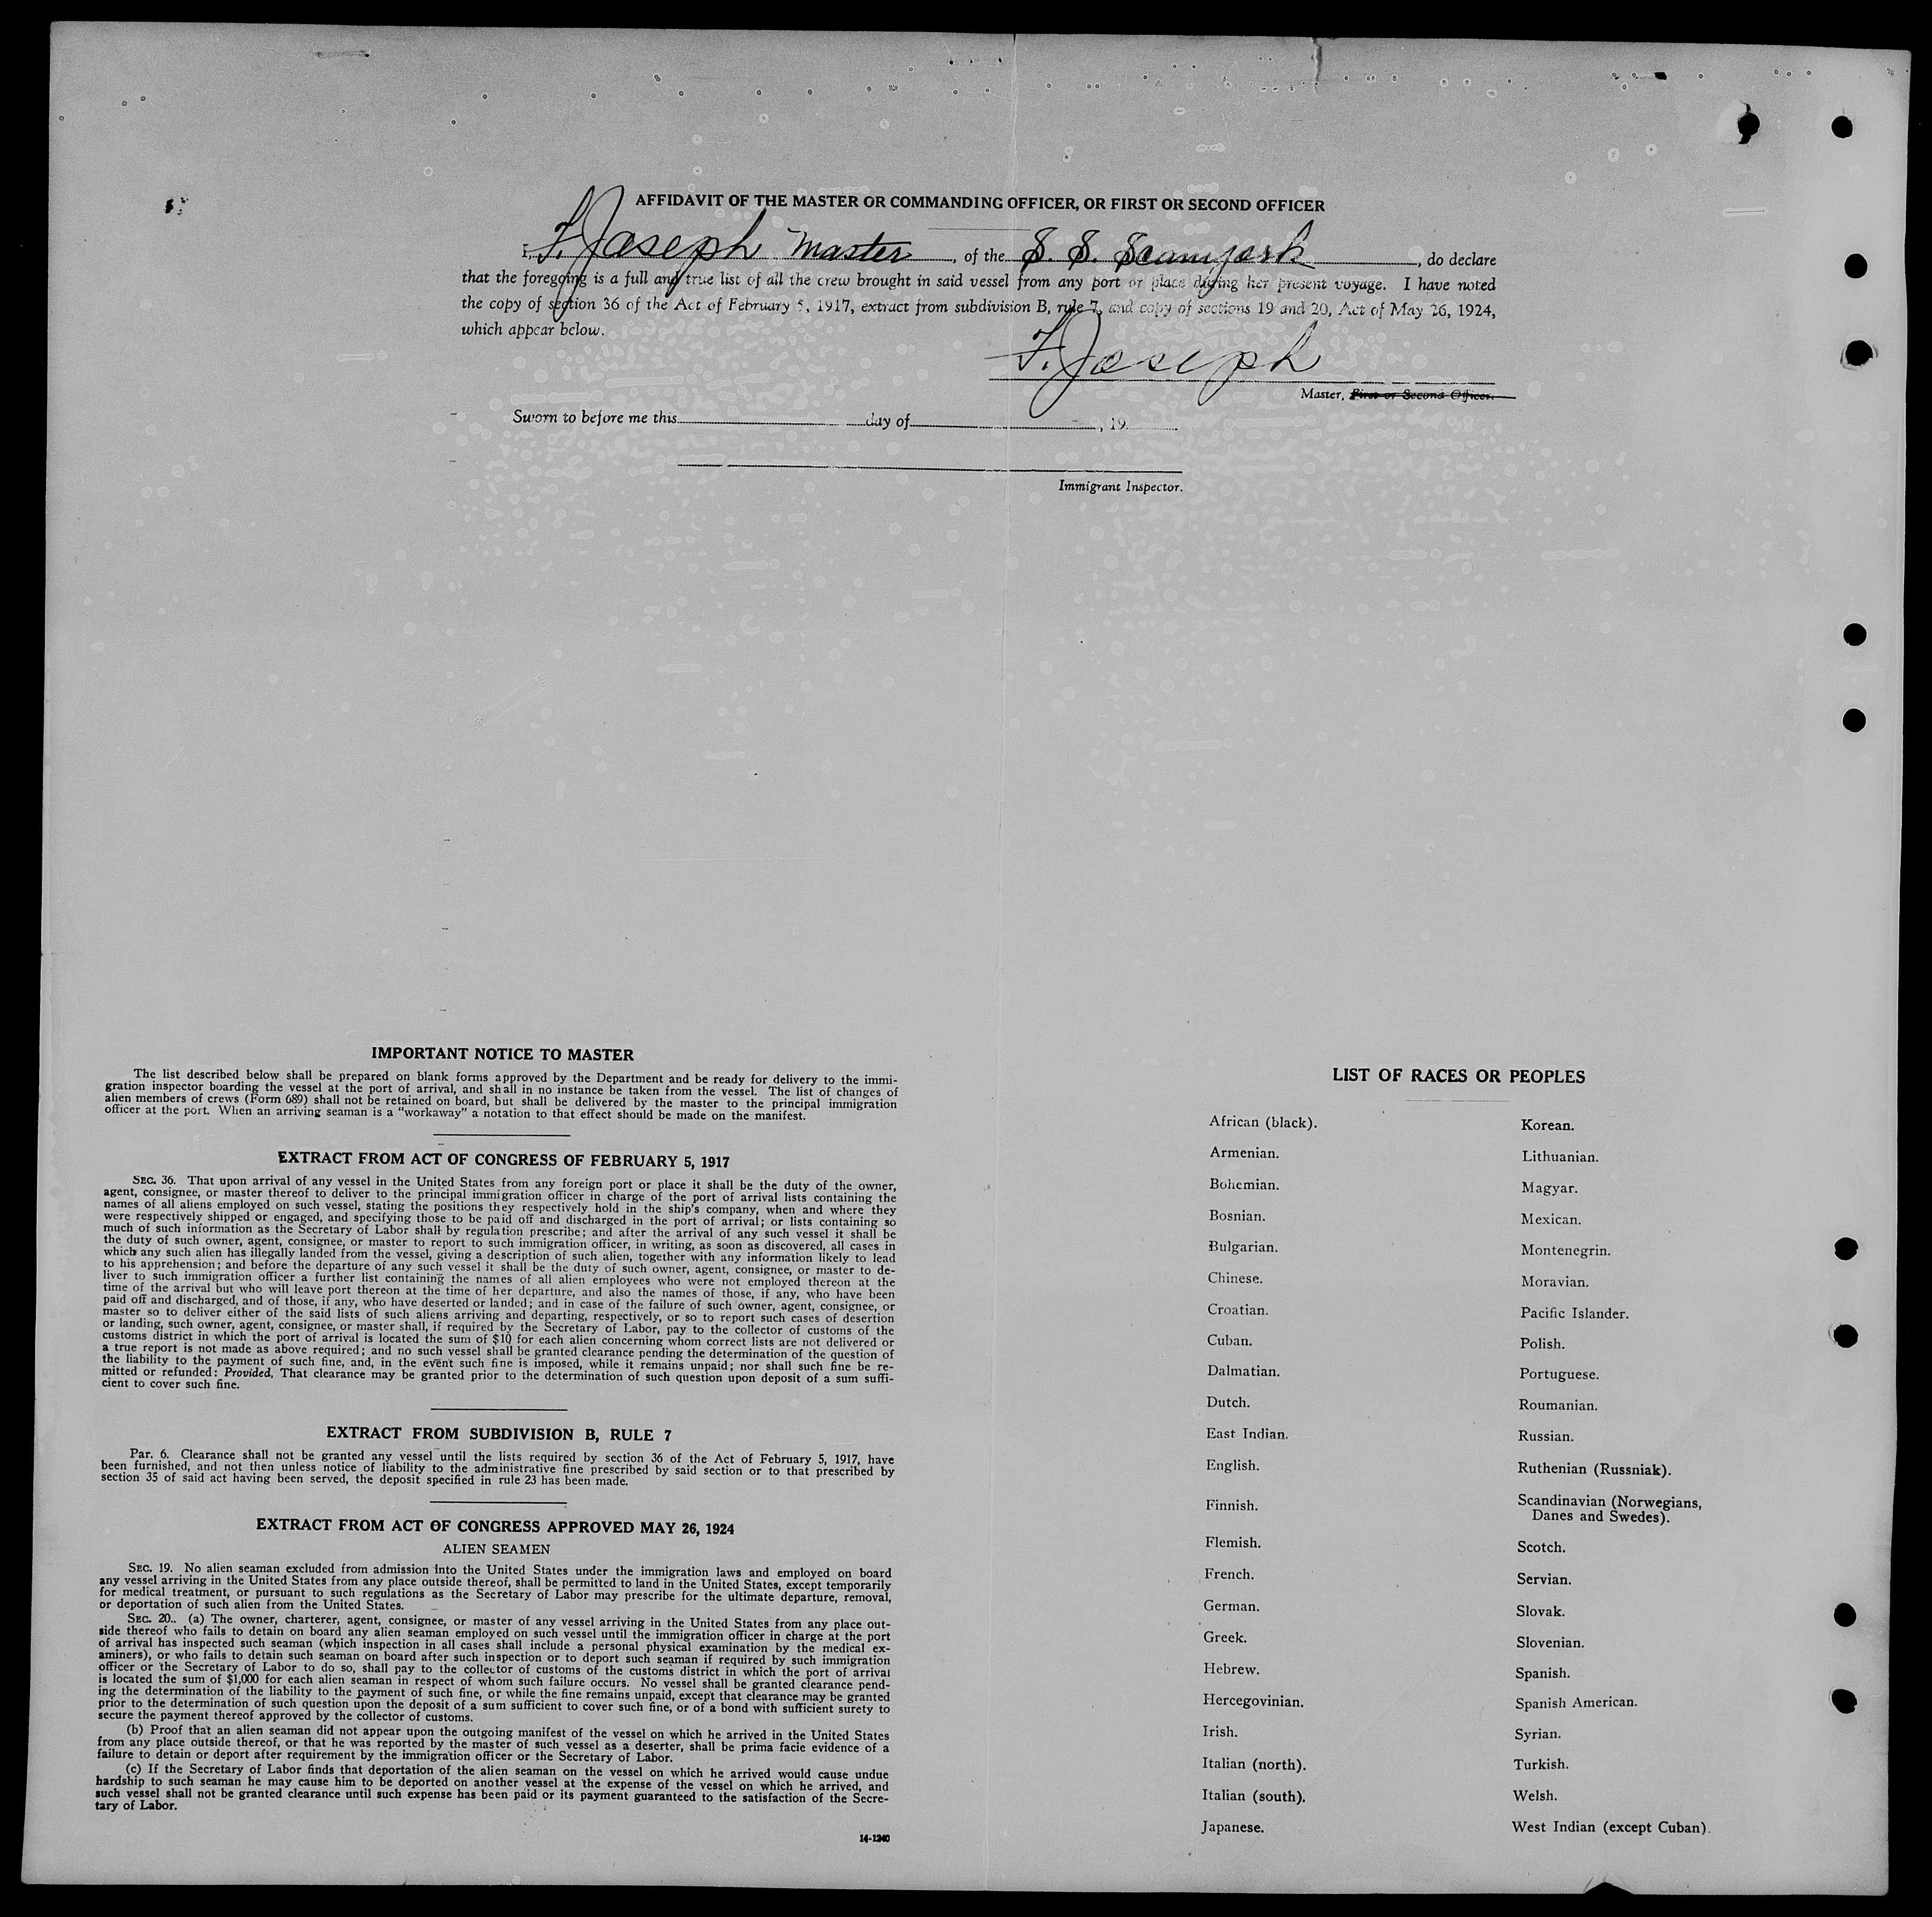 AFFIDAVIT OF THE MASTER OR COMMANDING OFFICER, OR FIRST OR SECOND OFFICER
I, F. Joseph Master, of the S. S. Scanyork, do declare
that the foregoing is a full and true list of all the crew brought in said vessel from any port or place during her present voyage. I have noted
the copy of section 36 of the Act of February 5, 1917, extract from subdivision B, rule 7, and copy of sections 19 and 20, Act of May 26, 1924,
which appear below.
F. Joseph
Master, First or Second Officer.
Sworn to before me this day of , 19
Immigrant Inspector.
IMPORTANT NOTICE TO MASTER
The list described below shall be prepared on blank forms approved by the Department and be ready for delivery to the immi-
gration inspector boarding the vessel at the port of arrival, and shall in no instance be taken from the vessel. The list of changes of
alien members of crews (Form 689) shall not be retained on board, but shall be delivered by the master to the principal immigration
officer at the port. When an arriving seaman is a "workaway" a notation to that effect should be made on the manifest.
EXTRACT FROM ACT OF CONGRESS OF FEBRUARY 5, 1917
SEC. 36. That upon arrival of any vessel in the United States from any foreign port or place it shall be the duty of the owner,
agent, consignee, or master thereof to deliver to the principal immigration officer in charge of the port of arrival lists containing the
names of all aliens employed on such vessel, stating the positions they respectively hold in the ship's company, when and where they
were respectively shipped or engaged, and specifying those to be paid off and discharged in the port of arrival; or lists containing so
much of such information as the Secretary of Labor shall by regulation prescribe; and after the arrival of any such vessel it shall be
the duty of such owner, agent, consignee, or master to report to such immigration officer, in writing, as soon as discovered, all cases in
which any such alien has illegally landed from the vessel, giving a description of such alien, together with any information likely to lead
to his apprehension; and before the departure of any such vessel it shall be the duty of such owner, agent, consignee, or master to de-
liver to such immigration officer a further list containing the names of all alien employees who were not employed thereon at the
time of the arrival but who will leave port thereon at the time of her departure, and also the names of those, if any, who have been
paid off and discharged, and of those, if any, who have deserted or landed; and in case of the failure of such owner, agent, consignee, or
master so to deliver either of the said lists of such aliens arriving and departing, respectively, or so to report such cases of desertion
or landing, such owner, agent, consignee, or master shall, if required by the Secretary of Labor, pay to the collector of customs of the
customs district in which the port of arrival is located the sum of $10 for each alien concerning whom correct lists are not delivered or
a true report is not made as above required; and no such vessel shall be granted clearance pending the determination of the question of
the liability to the payment of such fine, and, in the event such fine is imposed, while it remains unpaid; nor shall such fine be re-
mitted or refunded: Provided, That clearance may be granted prior to the determination of such question upon deposit of a sum suffi-
cient to cover such fine.
EXTRACT FROM SUBDIVISION B, RULE 7
Par. 6. Clearance shall not be granted any vessel until the lists required by section 36 of the Act of February 5, 1917, have
been furnished, and not then unless notice of liability to the administrative fine prescribed by said section or to that prescribed by
section 35 of said act having been served, the deposit specified in rule 23 has been made.
EXTRACT FROM ACT OF CONGRESS APPROVED MAY 26, 1924
ALIEN SEAMEN
SEC. 19. No alien seaman excluded from admission into the United States under the immigration laws and employed on board
any vessel arriving in the United States from any place outside thereof, shall be permitted to land in the United States, except temporarily
for medical treatment, or pursuant to such regulations as the Secretary of Labor may prescribe for the ultimate departure, removal,
or deportation of such alien from the United States.
SEC. 20.. (a) The owner, charterer, agent, consignee, or master of any vessel arriving in the United States from any place out-
side thereof who fails to detain on board any alien seaman employed on such vessel until the immigration officer in charge at the port
of arrival has inspected such seaman (which inspection in all cases shall include a personal physical examination by the medical ex-
aminers), or who fails to detain such seaman on board after such inspection or to deport such seaman if required by such immigration
officer or the Secretary of Labor to do so, shall pay to the collector of customs of the customs district in which the port of arrival
is located the sum of $1,000 for each alien seaman in respect of whom such failure occurs. No vessel shall be granted clearance pend-
ing the determination of the liability to the payment of such fine, or while the fine remains unpaid, except that clearance may be granted
prior to the determination of such question upon the deposit of a sum sufficient to cover such fine, or of a bond with sufficient surety to
secure the payment thereof approved by the collector of customs.
(b) Proof that an alien seaman did not appear upon the outgoing manifest of the vessel on which he arrived in the United States
from any place outside thereof, or that he was reported by the master of such vessel as a deserter, shall be prima facie evidence of a
failure to detain or deport after requirement by the immigration officer or the Secretary of Labor.
(c) If the Secretary of Labor finds that deportation of the alien seaman on the vessel on which he arrived would cause undue
hardship to such seaman he may cause him to be deported on another vessel at the expense of the vessel on which he arrived, and
such vessel shall not be granted clearance until such expense has been paid or its payment guaranteed to the satisfaction of the Secre-
tary of Labor.
14-1240
LIST OF RACES OR PEOPLES
African (black).
Armenian.
Bohemian.
Bosnian.
Bulgarian.
Chinese.
Croatian.
Cuban.
Dalmatian.
Dutch.
East Indian.
English.
Finnish.
Flemish.
French.
German.
Greek.
Hebrew.
Hercegovinian.
Irish.
Italian (north).
Italian (south).
Japanese.
Korean.
Lithuanian.
Magyar.
Mexican.
Montenegrin.
Moravian.
Pacific Islander.
Polish.
Portuguese.
Roumanian.
Russian.
Ruthenian (Russniak).
Scandinavian (Norwegians,
Danes and Swedes).
Scotch.
Servian.
Slovak.
Slovenian.
Spanish.
Spanish American.
Syrian.
Turkish.
Welsh.
West Indian (except Cuban).